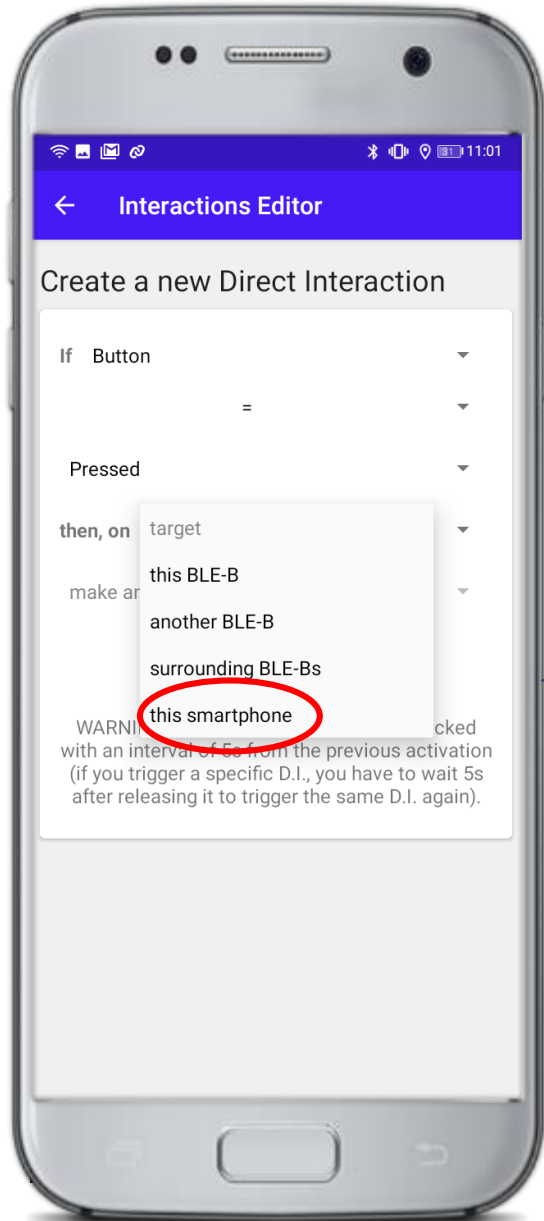 31 11:01
Interactions Editor
Create a new Direct Interaction
If Button
=
Pressed
then, on target
this BLE-B
make an
another BLE-B
surrounding BLE-Bs
this smartphone
cked
with an interval of 5s from the previous activation
(if you trigger a specific D.I., you have to wait 5s
after releasing it to trigger the same D.I. again).